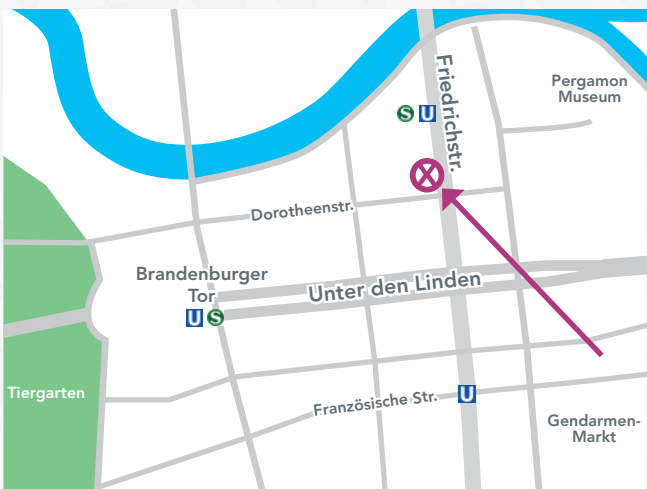 Friedrichstr.
Pergamon
Museum
S U
X
Dorotheenstr.
Brandenburger
Tor
U S
Unter den Linden
Tiergarten
Französische Str.
U
Gendarmen-
Markt